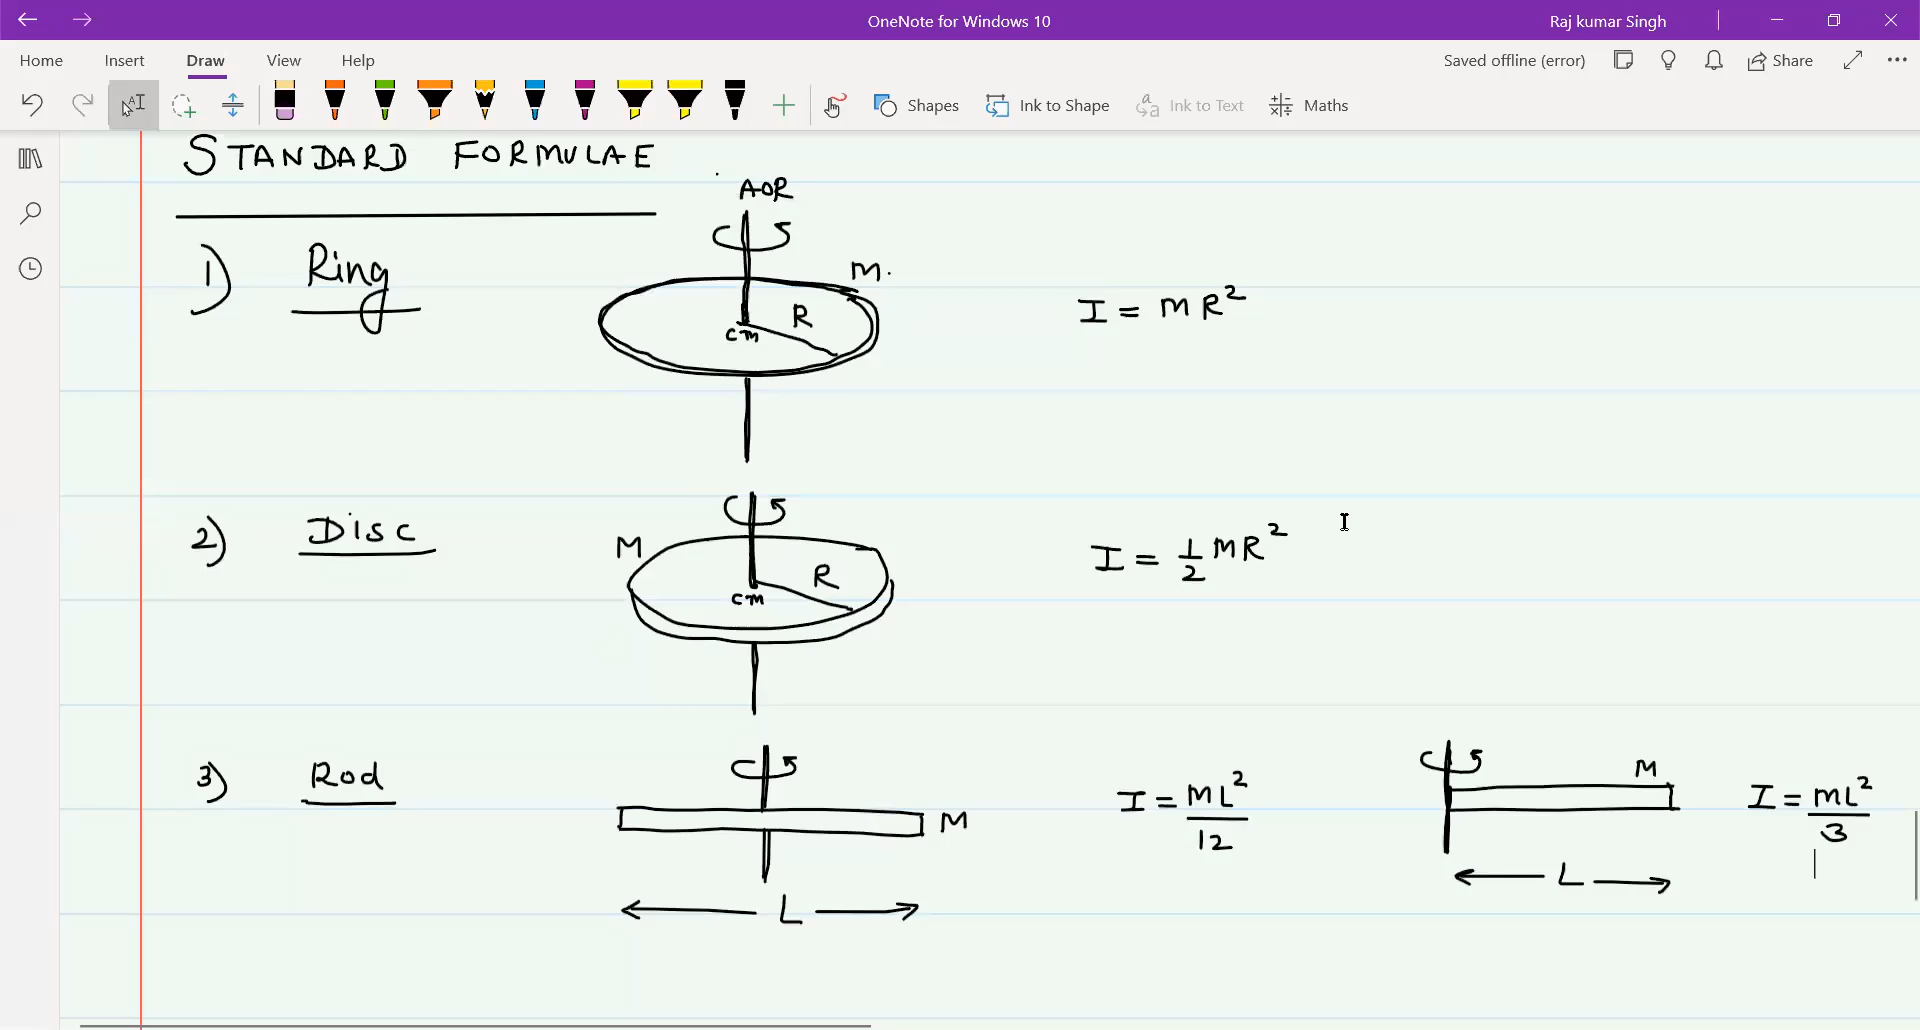 OneNote for Windows 10
Raj kumar Singh
Home Insert Draw View Help
Saved offline (error)
Share
Shapes
Ink to Shape
Ink to Text
Maths
STANDARD FORMULAE
AOR
1) Ring
M.
R
cm
I = MR²
2) Disc
M
R
cm
I = 1/2 MR²
3) Rod
M
L
I = ML²/12
M
L
I = ML²/3